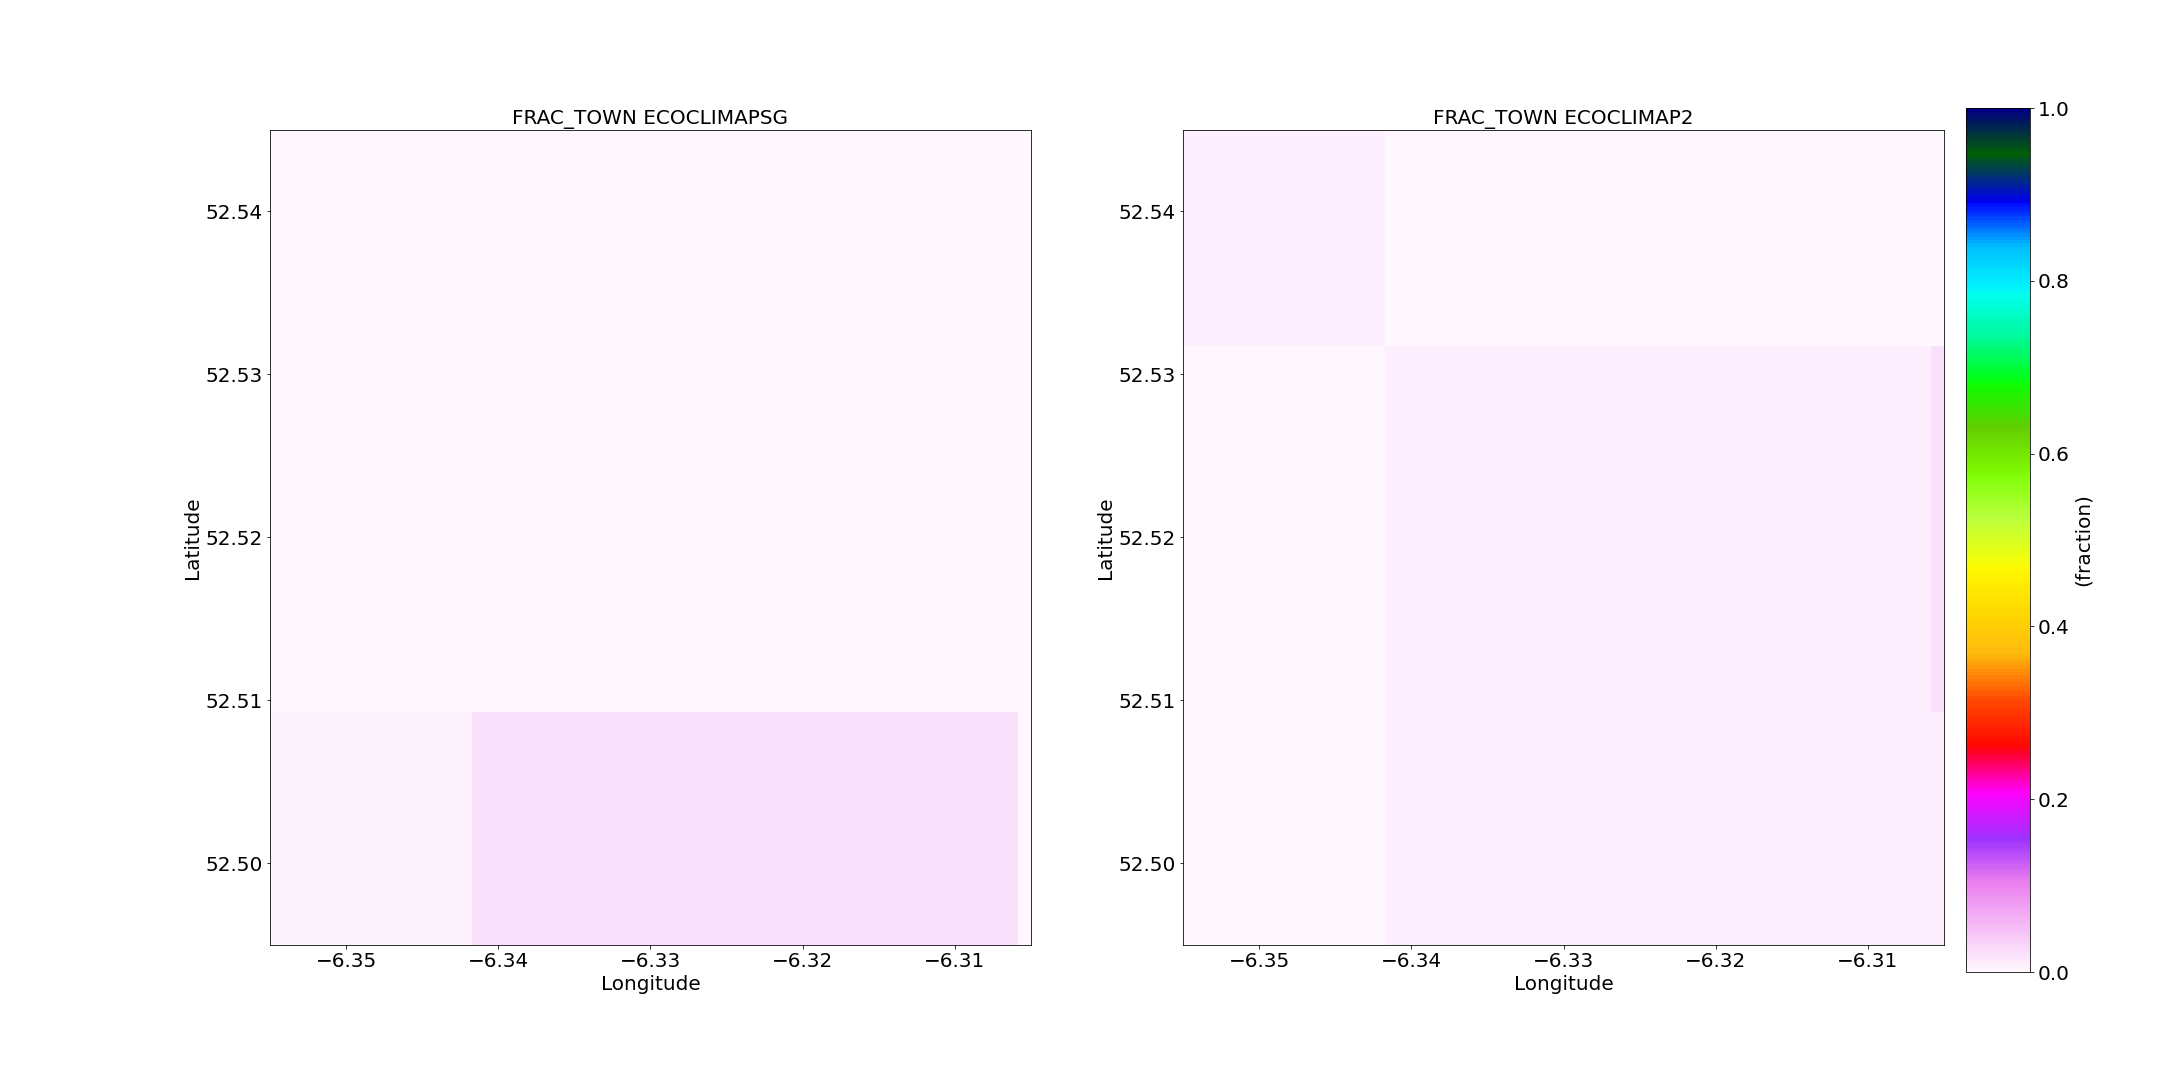 FRAC_TOWN ECOCLIMAPSG
52.54
52.53
52.52
52.51
52.50
Latitude
−6.35 −6.34 −6.33 −6.32 −6.31
Longitude
FRAC_TOWN ECOCLIMAP2
52.54
52.53
52.52
52.51
52.50
Latitude
−6.35 −6.34 −6.33 −6.32 −6.31
Longitude
1.0
0.8
0.6
0.4
0.2
0.0
(fraction)